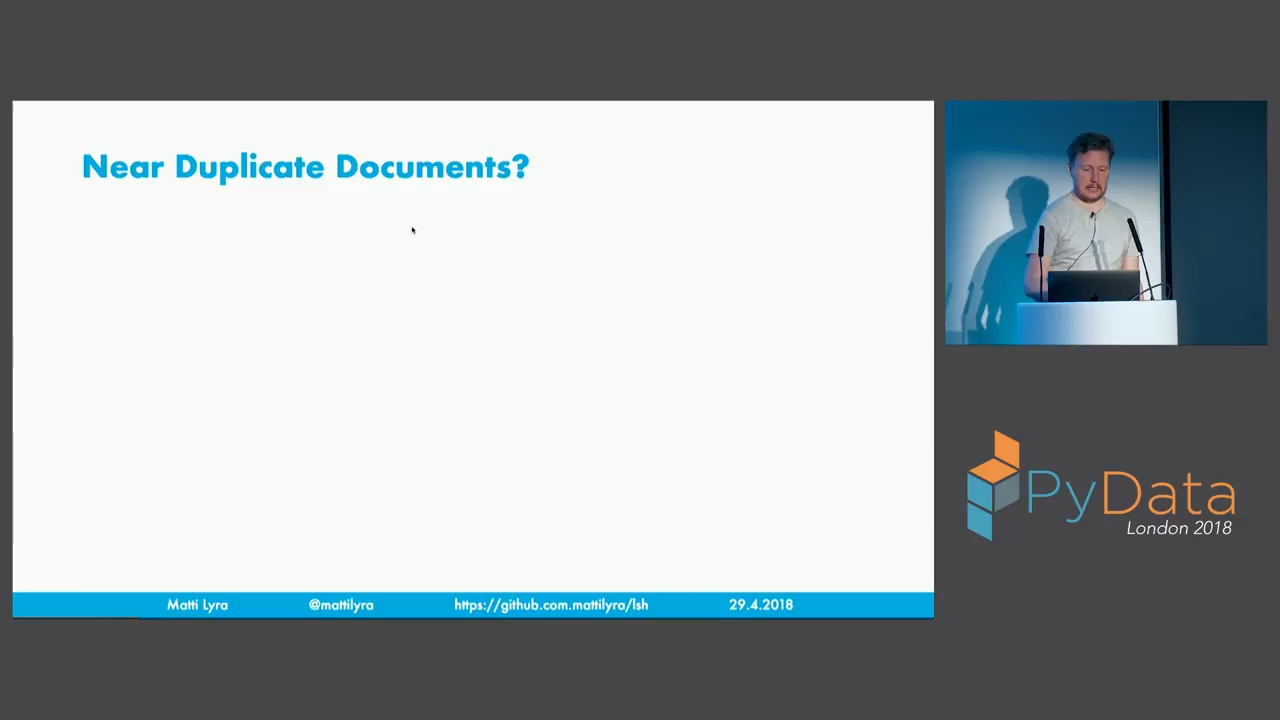 Near Duplicate Documents?
PyData
London 2018
Matti Lyra @mattilyra https://github.com.mattilyra/lsh 29.4.2018